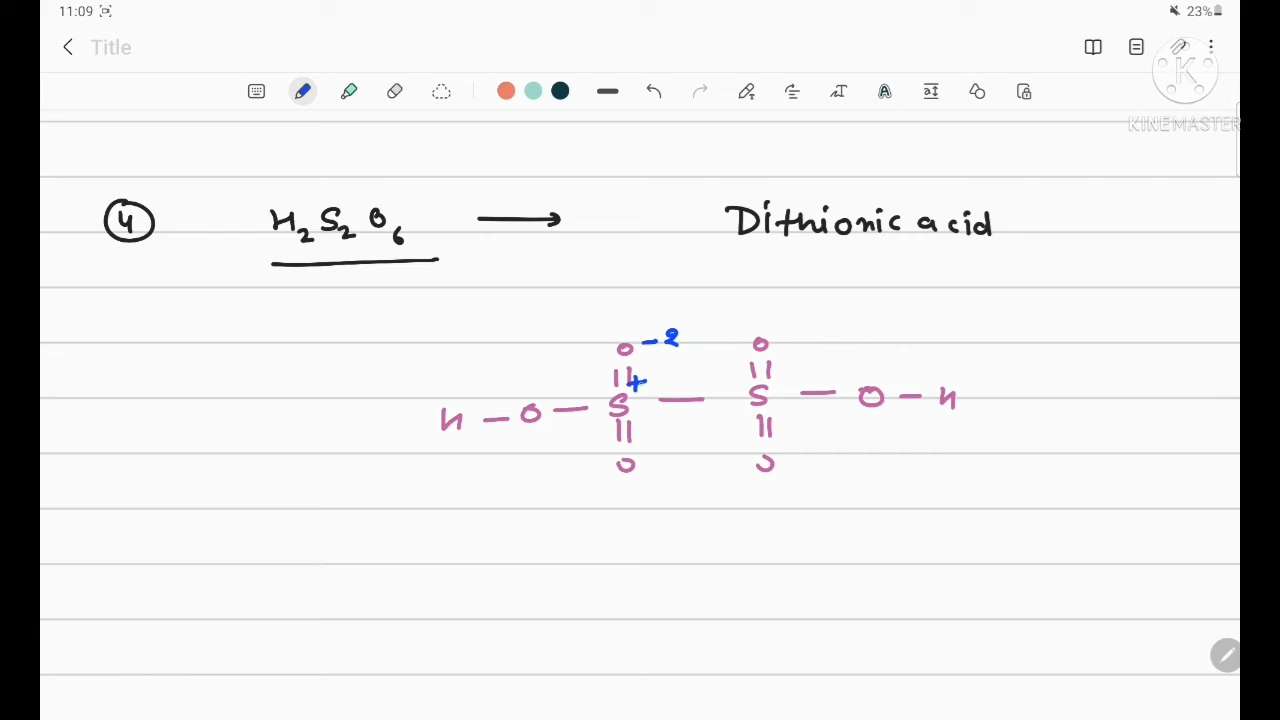 11:09 23%
Title
K
KINEMASTER
4 H2S2O6 → Dithionic acid
O -2 O
+
H - O - S - S - O - H
O O